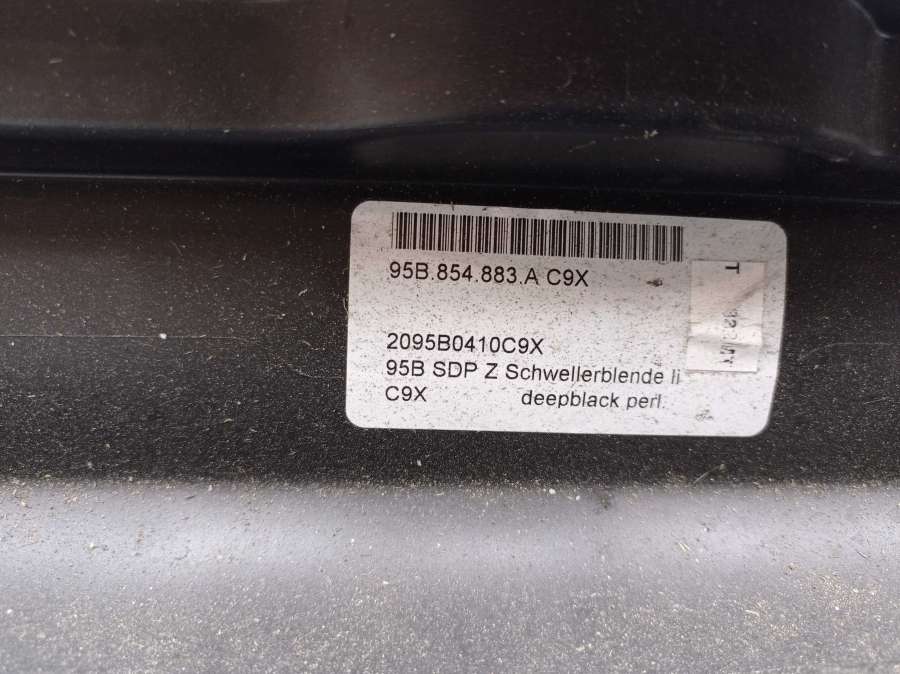 95B.854.883.A C9X
2095B0410C9X
95B SDP Z Schwellerblende li
C9X deepblack perl.
T